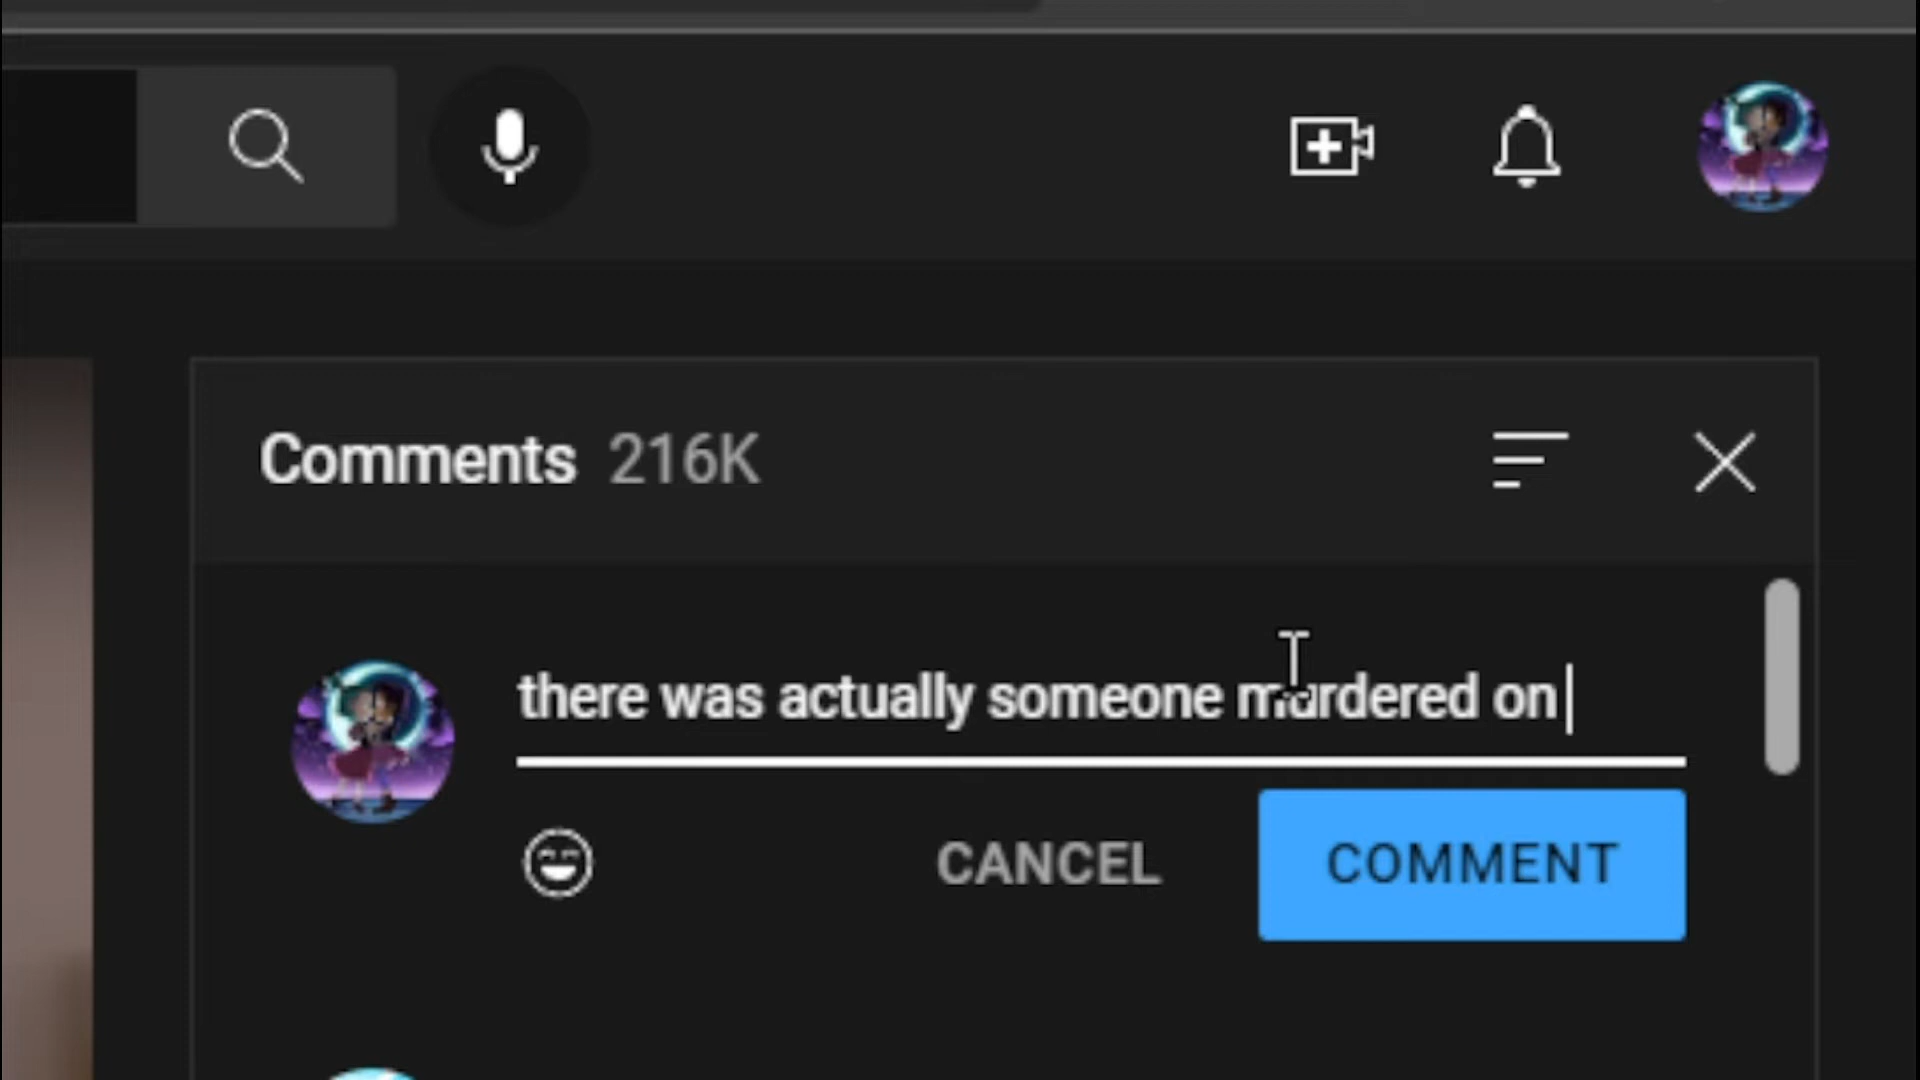 Comments 216K
there was actually someone murdered on
CANCEL COMMENT